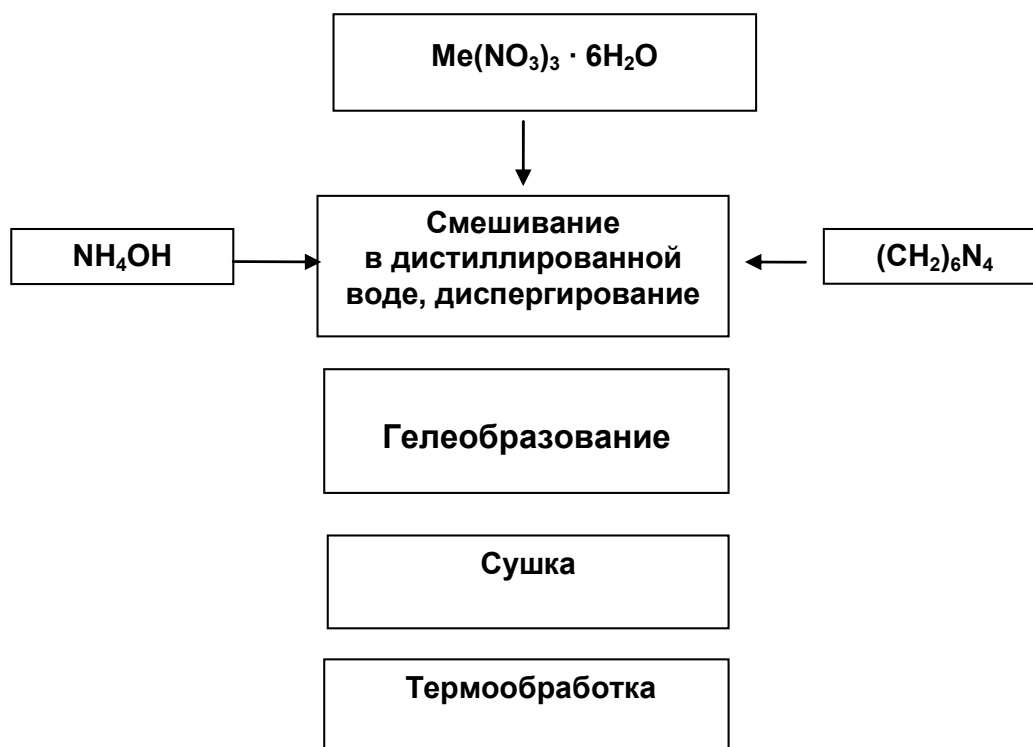 Me(NO₃)₃ · 6H₂O
Смешивание
в дистиллированной
воде, диспергирование
NH₄OH
(CH₂)₆N₄
Гелеобразование
Сушка
Термообработка